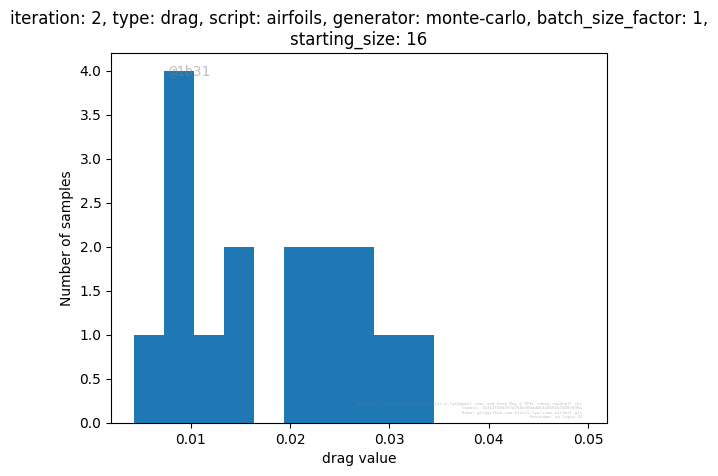 iteration: 2, type: drag, script: airfoils, generator: monte-carlo, batch_size_factor: 1,
starting_size: 16
@1b31
4.0
3.5
3.0
2.5
2.0
1.5
1.0
0.5
0.0
Number of samples
0.01
0.02
0.03
0.04
0.05
drag value